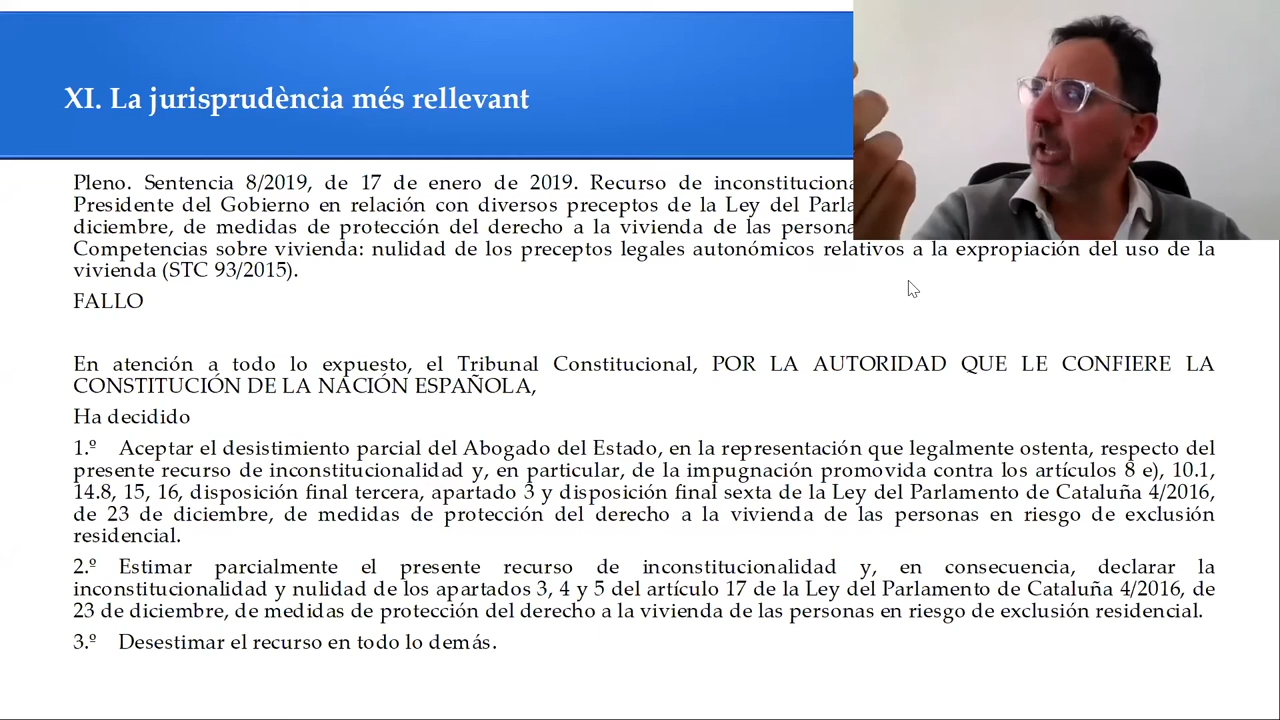 XI. La jurisprudència més rellevant
Pleno. Sentencia 8/2019, de 17 de enero de 2019. Recurso de
Presidente del Gobierno en relación con diversos preceptos de la Ley del
diciembre, de medidas de protección del derecho a la vivienda de las
Competencias sobre vivienda: nulidad de los preceptos legales autonómicos relativos a la expropiación del uso de la
vivienda (STC 93/2015).
FALLO
En atención a todo lo expuesto, el Tribunal Constitucional, POR LA AUTORIDAD QUE LE CONFIERE LA
CONSTITUCIÓN DE LA NACIÓN ESPAÑOLA,
Ha decidido
1.º Aceptar el desistimiento parcial del Abogado del Estado, en la representación que legalmente ostenta, respecto del
presente recurso de inconstitucionalidad y, en particular, de la impugnación promovida contra los artículos 8 e), 10.1,
14.8, 15, 16, disposición final tercera, apartado 3 y disposición final sexta de la Ley del Parlamento de Cataluña 4/2016,
de 23 de diciembre, de medidas de protección del derecho a la vivienda de las personas en riesgo de exclusión
residencial.
2.º Estimar parcialmente el presente recurso de inconstitucionalidad y, en consecuencia, declarar la
inconstitucionalidad y nulidad de los apartados 3, 4 y 5 del artículo 17 de la Ley del Parlamento de Cataluña 4/2016, de
23 de diciembre, de medidas de protección del derecho a la vivienda de las personas en riesgo de exclusión residencial.
3.º Desestimar el recurso en todo lo demás.